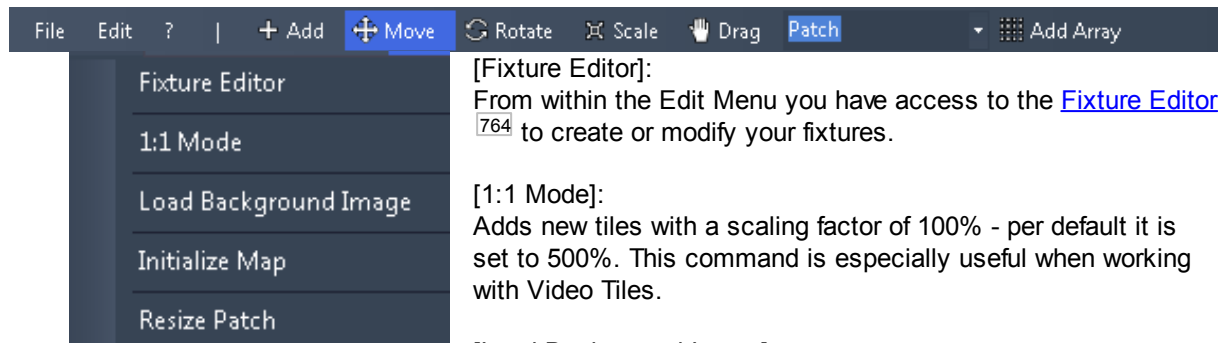 File Edit ? | + Add Move Rotate Scale Drag Patch Add Array
Fixture Editor
1:1 Mode
Load Background Image
Initialize Map
Resize Patch
[Fixture Editor]:
From within the Edit Menu you have access to the Fixture Editor
764 to create or modify your fixtures.
[1:1 Mode]:
Adds new tiles with a scaling factor of 100% - per default it is
set to 500%. This command is especially useful when working
with Video Tiles.